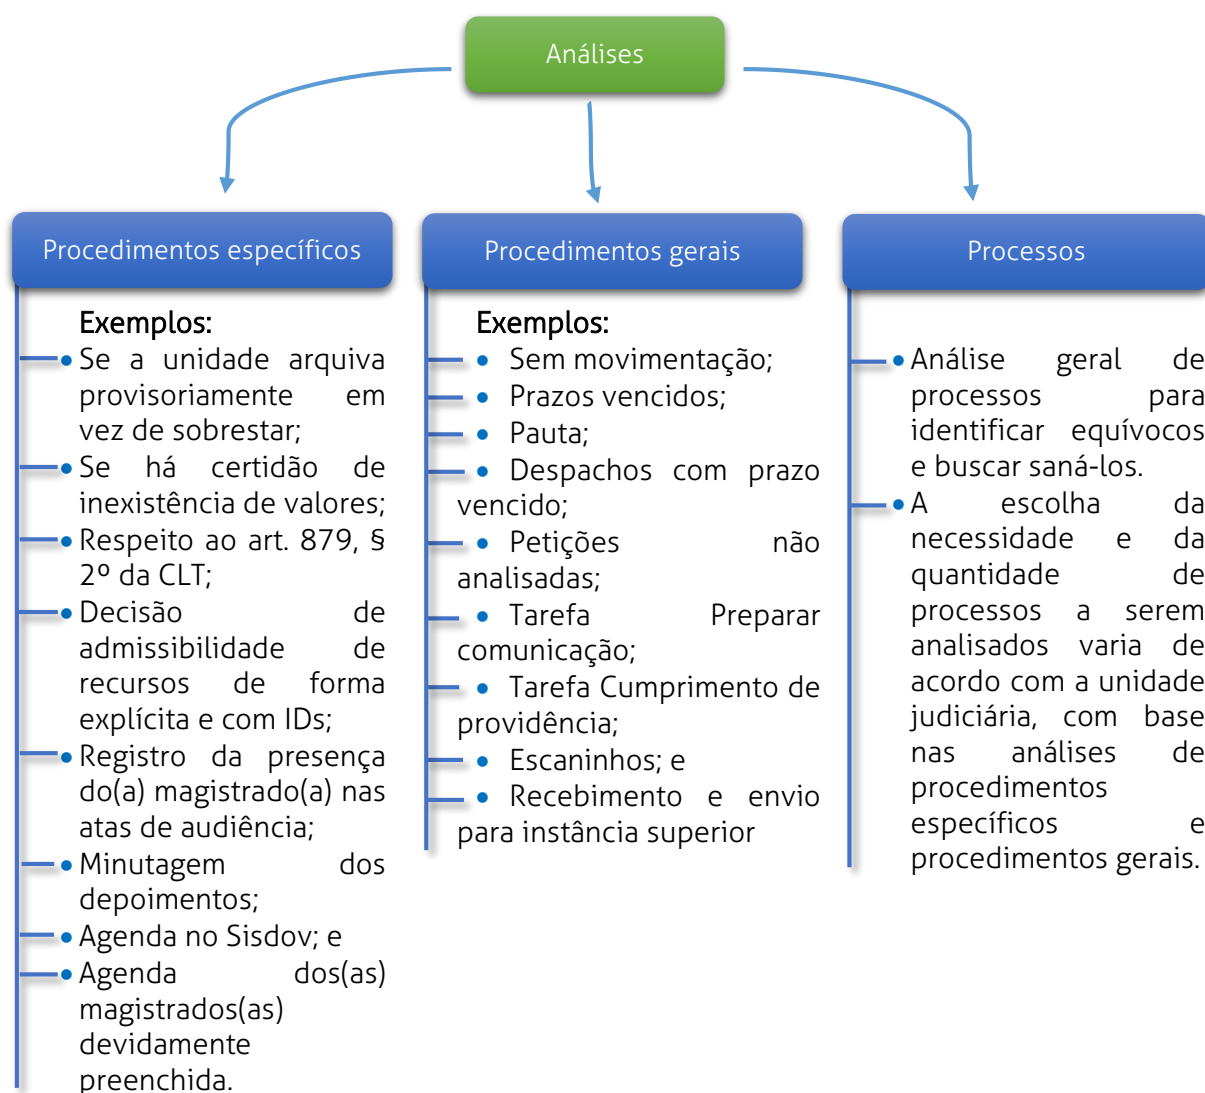 Análises
Procedimentos específicos
Exemplos:
• Se a unidade arquiva
provisoriamente em
vez de sobrestar;
• Se há certidão de
inexistência de valores;
• Respeito ao art. 879, §
2º da CLT;
• Decisão de
admissibilidade de
recursos de forma
explícita e com IDs;
• Registro da presença
do(a) magistrado(a) nas
atas de audiência;
• Minutagem dos
depoimentos;
• Agenda no Sisdov; e
• Agenda dos(as)
magistrados(as)
devidamente
preenchida.
Procedimentos gerais
Exemplos:
• Sem movimentação;
• Prazos vencidos;
• Pauta;
• Despachos com prazo
vencido;
• Petições não
analisadas;
• Tarefa Preparar
comunicação;
• Tarefa Cumprimento de
providência;
• Escaninhos; e
• Recebimento e envio
para instância superior
Processos
• Análise geral de
processos para
identificar equívocos
e buscar saná-los.
• A escolha da
necessidade e da
quantidade de
processos a serem
analisados varia de
acordo com a unidade
judiciária, com base
nas análises de
procedimentos
específicos e
procedimentos gerais.